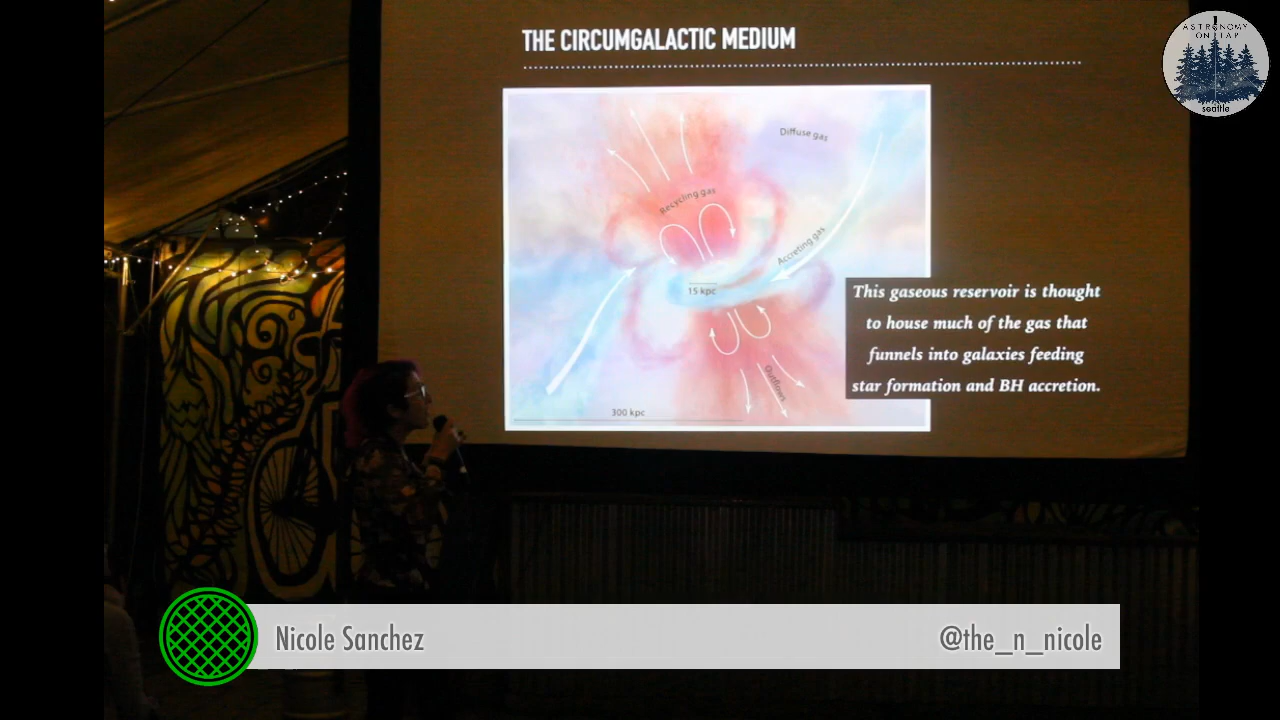 THE CIRCUMGALACTIC MEDIUM
ASTRONOMY
ON TAP
seattle
Diffuse gas
Recycling gas
Accreting gas
15 kpc
This gaseous reservoir is thought
to house much of the gas that
funnels into galaxies feeding
star formation and BH accretion.
Outflows
300 kpc
Nicole Sanchez
@the_n_nicole